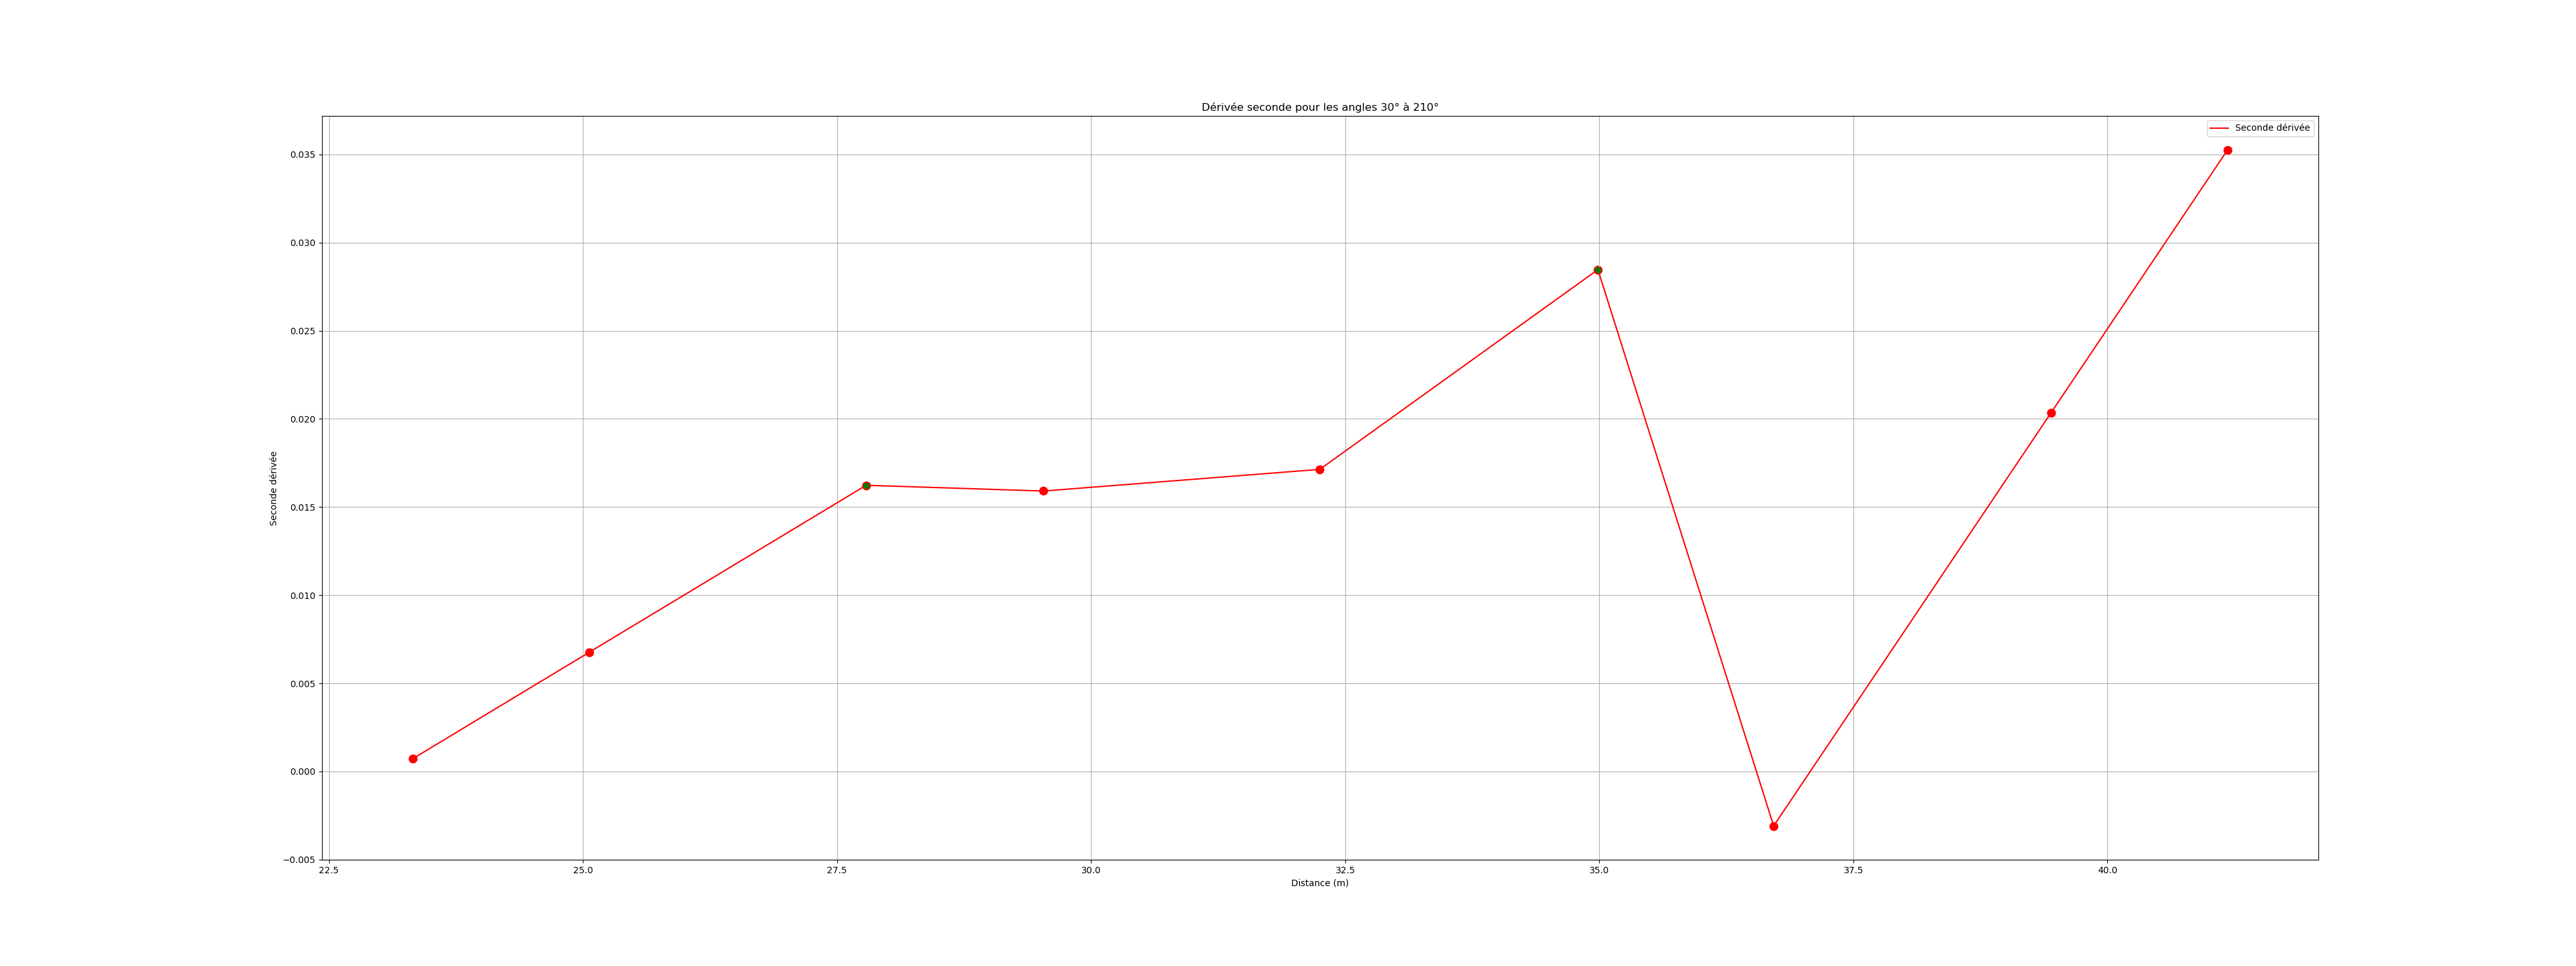 Dérivée seconde pour les angles 30° à 210°
Seconde dérivée
0.035
0.030
0.025
0.020
0.015
0.010
0.005
0.000
−0.005
Seconde dérivée
22.5 25.0 27.5 30.0 32.5 35.0 37.5 40.0
Distance (m)